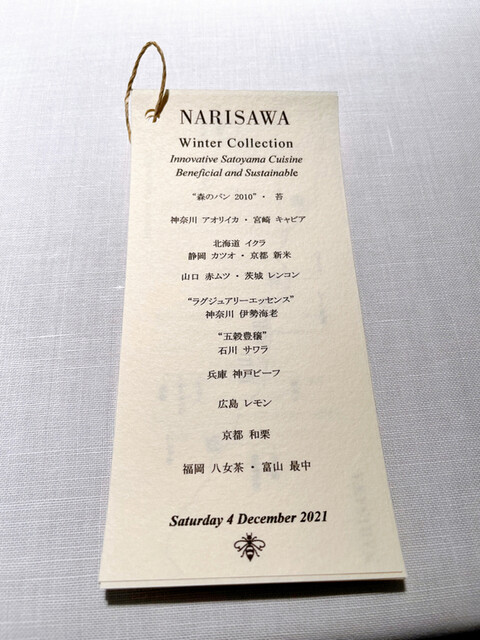 NARISAWA
Winter Collection
Innovative Satoyama Cuisine
Beneficial and Sustainable
“森のパン 2010”・ 苔
神奈川 アオリイカ・宮崎 キャビア
北海道 イクラ
静岡 カツオ・京都 新米
山口 赤ムツ・茨城 レンコン
“ラグジュアリーエッセンス”
神奈川 伊勢海老
“五穀豊穣”
石川 サワラ
兵庫 神戸ビーフ
広島 レモン
京都 和栗
福岡 八女茶・富山 最中
Saturday 4 December 2021